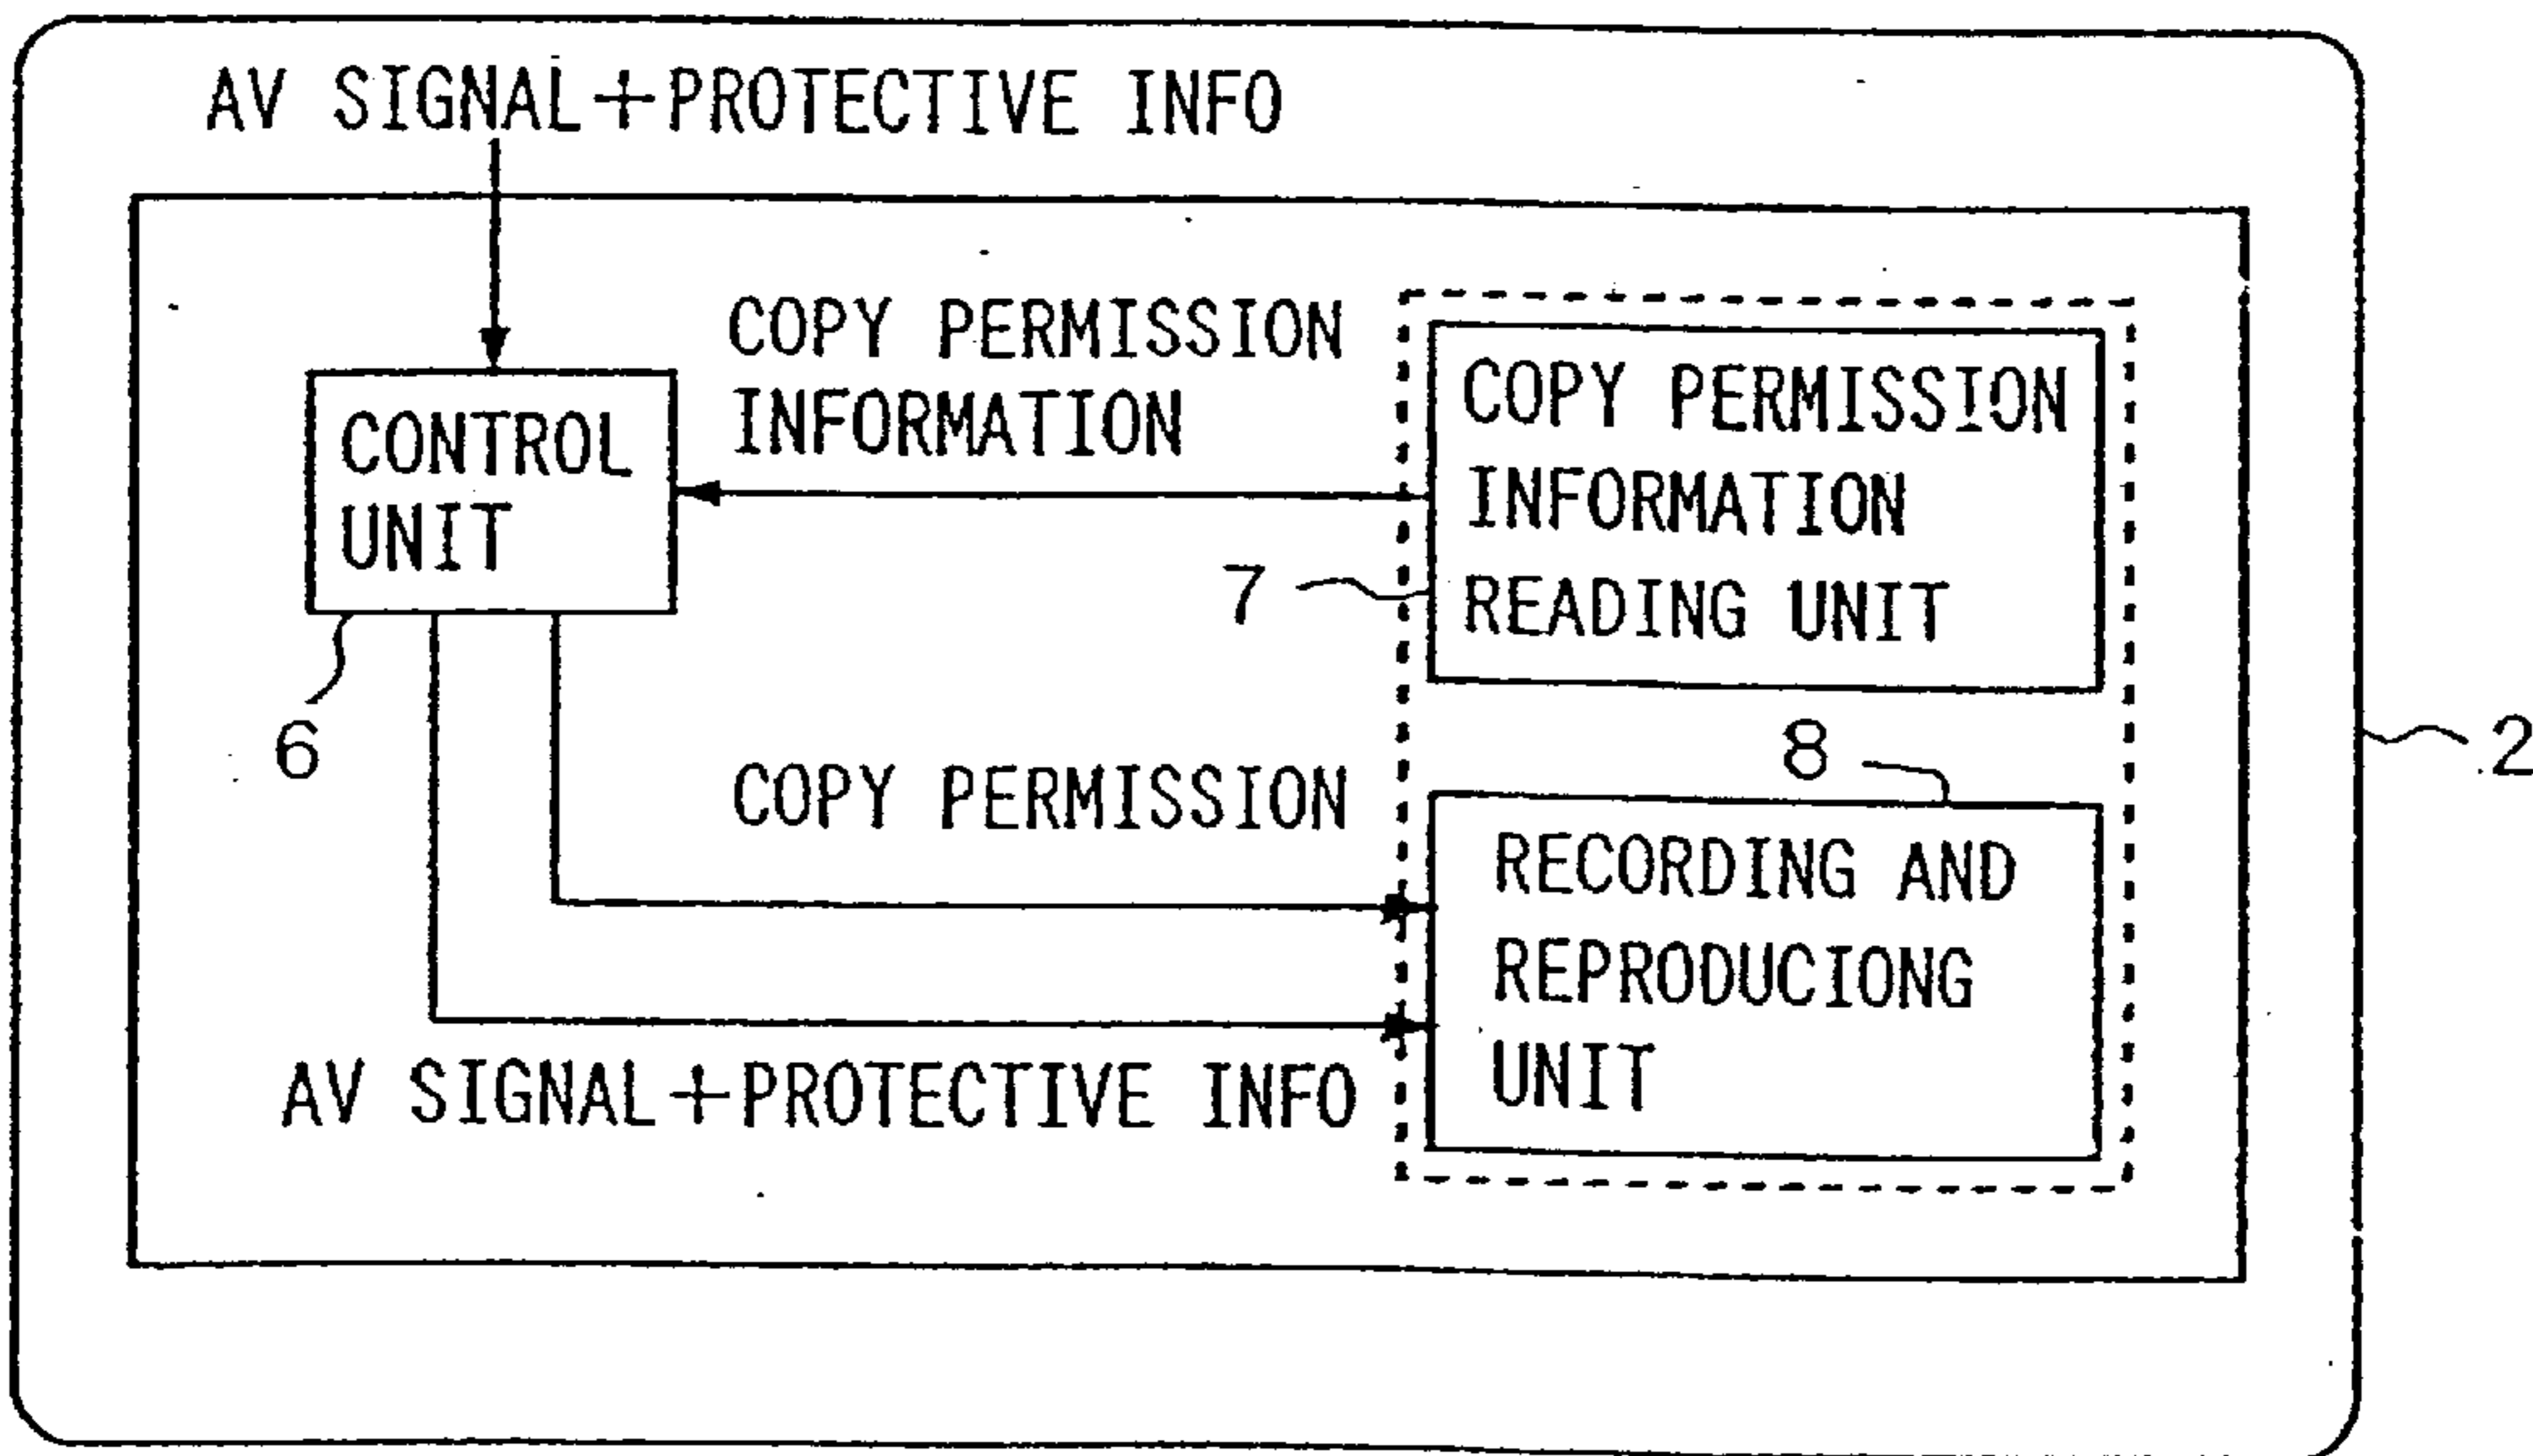 AV SIGNAL+PROTECTIVE INFO
COPY PERMISSION
INFORMATION
CONTROL
UNIT
6
COPY PERMISSION
INFORMATION
READING UNIT
7
2
8
COPY PERMISSION
RECORDING AND
REPRODUCIONG
UNIT
AV SIGNAL+PROTECTIVE INFO